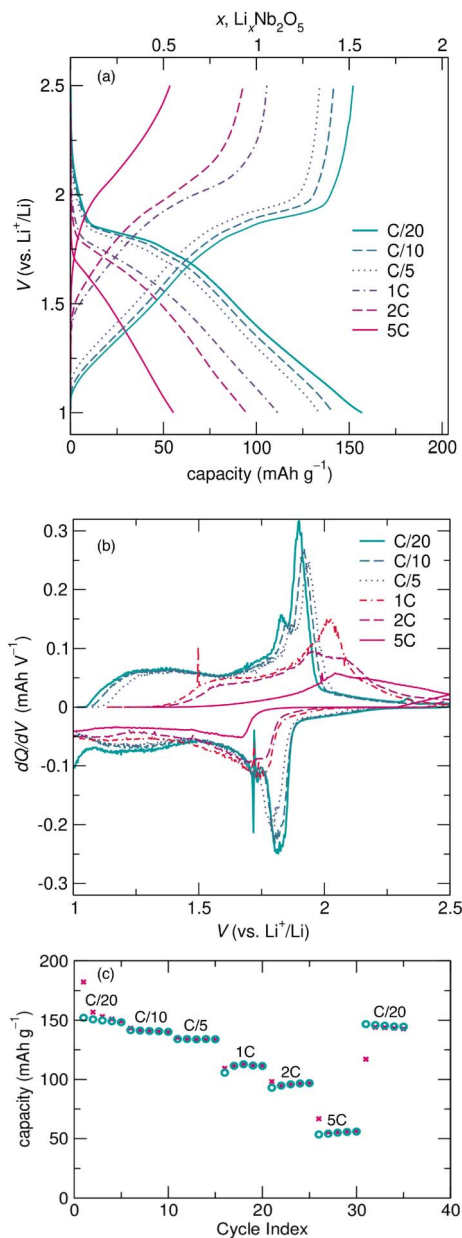 x, LixNb2O5
0 0.5 1 1.5 2
(a)
2.5
2
1.5
1
V (vs. Li+/Li)
C/20
C/10
C/5
1C
2C
5C
0 50 100 150 200
capacity (mAh g−1)
(b)
0.3
0.2
0.1
0
-0.1
-0.2
-0.3
dQ/dV (mAh V−1)
C/20
C/10
C/5
1C
2C
5C
1 1.5 2 2.5
V (vs. Li+/Li)
(c)
200
150
100
50
0
capacity (mAh g−1)
C/20
C/10
C/5
1C
2C
5C
C/20
0 10 20 30 40
Cycle Index